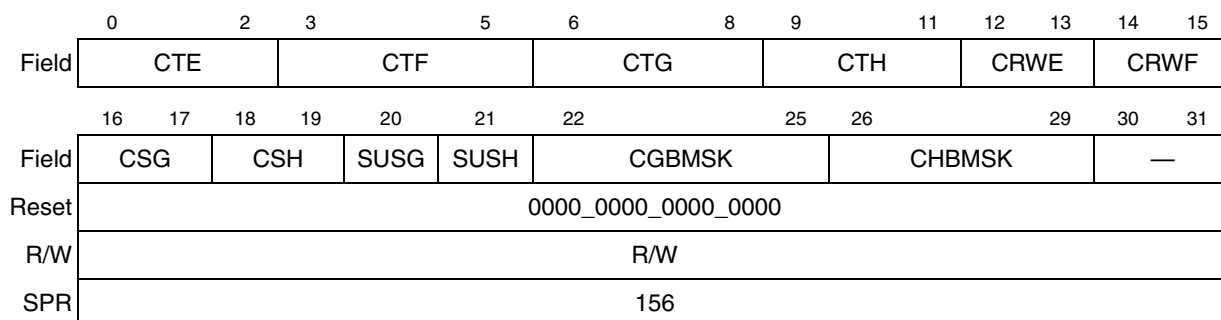 0 2 3 5 6 8 9 11 12 13 14 15
Field CTE CTF CTG CTH CRWE CRWF
16 17 18 19 20 21 22 25 26 29 30 31
Field CSG CSH SUSG SUSH CGBMSK CHBMSK —
Reset 0000_0000_0000_0000
R/W R/W
SPR 156